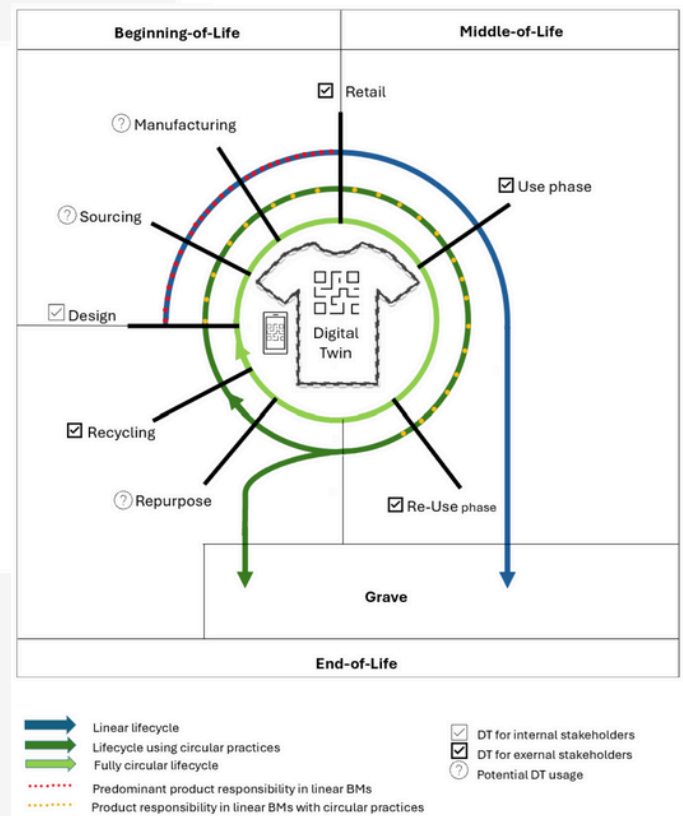 Beginning-of-Life
Middle-of-Life
Retail
? Manufacturing
Use phase
? Sourcing
Design
Digital
Twin
Recycling
? Repurpose
Re-Use phase
Grave
End-of-Life
Linear lifecycle
Lifecycle using circular practices
Fully circular lifecycle
Predominant product responsibility in linear BMs
Product responsibility in linear BMs with circular practices
DT for internal stakeholders
DT for exernal stakeholders
? Potential DT usage